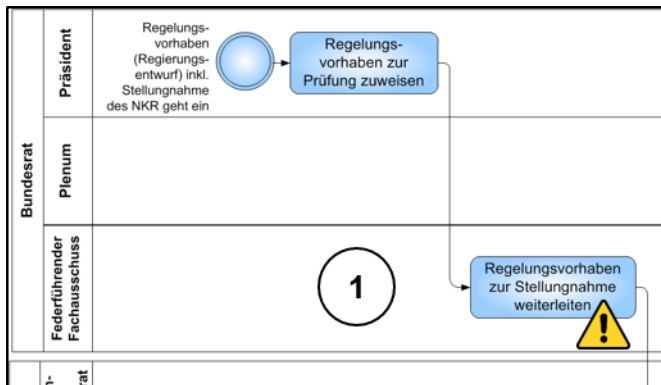 Bundesrat
Präsident
Regelungs-
vorhaben
(Regierungs-
entwurf) inkl.
Stellungnahme
des NKR geht ein
Regelungs-
vorhaben zur
Prüfung zuweisen
Plenum
Federführender
Fachausschuss
1
Regelungsvorhaben
zur Stellungnahme
weiterleiten
!